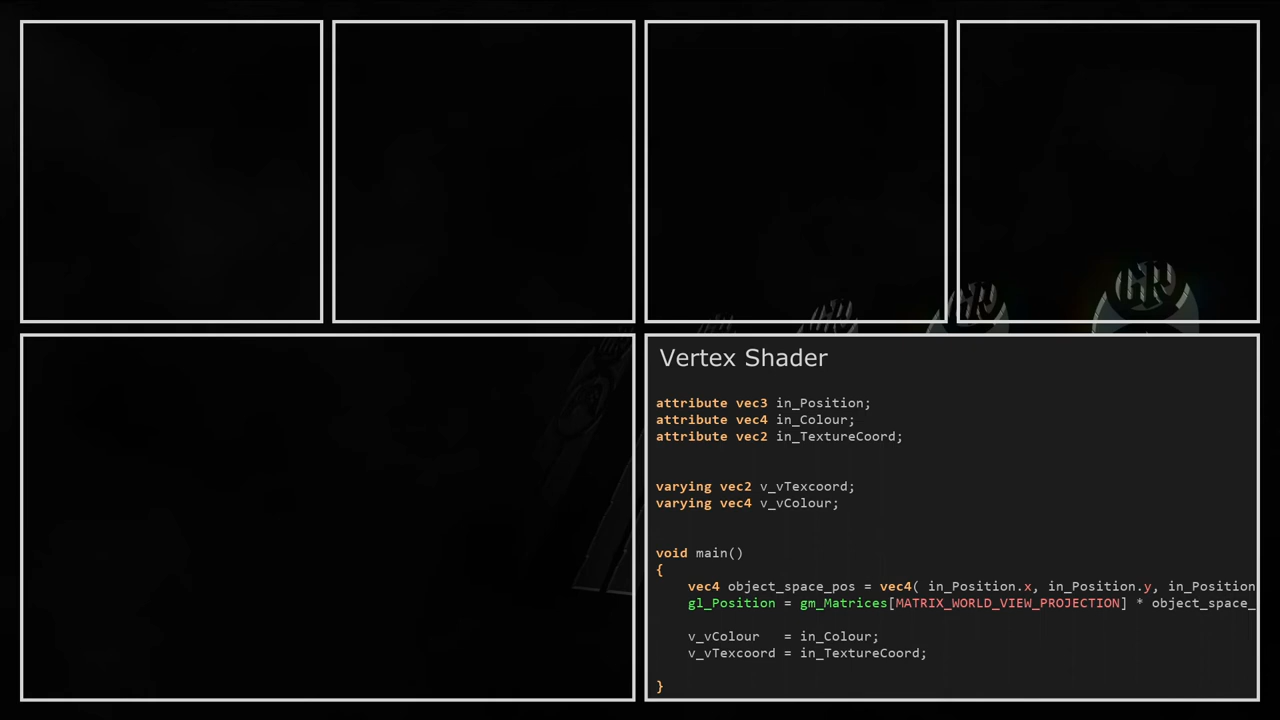 Vertex Shader
attribute vec3 in_Position;
attribute vec4 in_Colour;
attribute vec2 in_TextureCoord;
varying vec2 v_vTexcoord;
varying vec4 v_vColour;
void main()
{
    vec4 object_space_pos = vec4( in_Position.x, in_Position.y, in_Position
    gl_Position = gm_Matrices[MATRIX_WORLD_VIEW_PROJECTION] * object_space_
    v_vColour   = in_Colour;
    v_vTexcoord = in_TextureCoord;
}